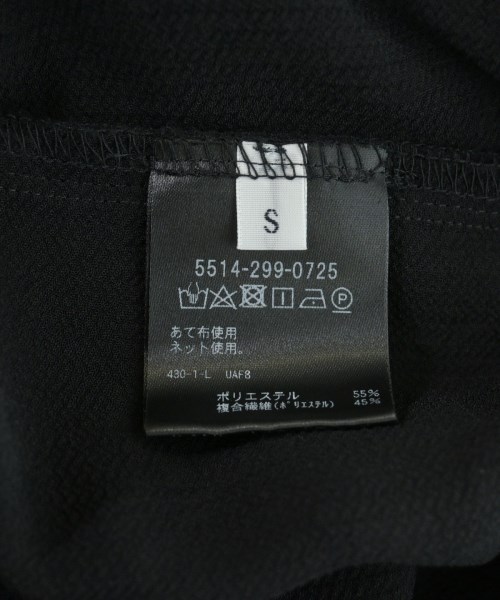 S
5514-299-0725
あて布使用
ネット使用。
430-1-L UAF8
ポリエステル 55%
複合繊維(ポリエステル) 45%